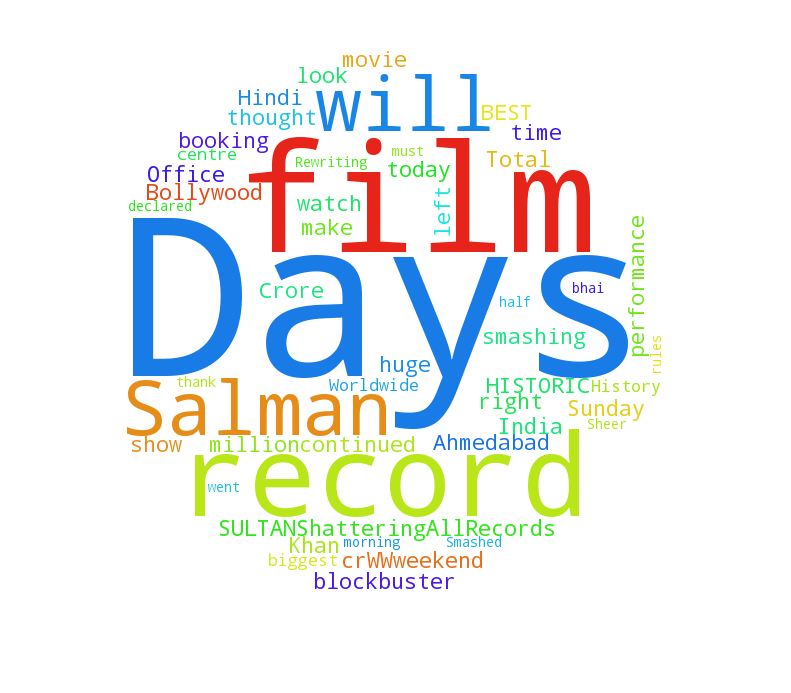 movie
look
will
Hindi
BEST
thought
time
booking
film
must
centre
Rewriting
today
Total
Office
Bollywood
watch
left
declared
make
Days
performance
Crore
bhai
half
smashing
rules
huge
thank
Worldwide
HISTORIC
History
Salman
right
Sunday
India
Sheer
show
millioncontinued
Ahmedabad
record
went
SULTANShatteringAllRecords
Khan
morning
Smashed
biggest
crWWweekend
blockbuster